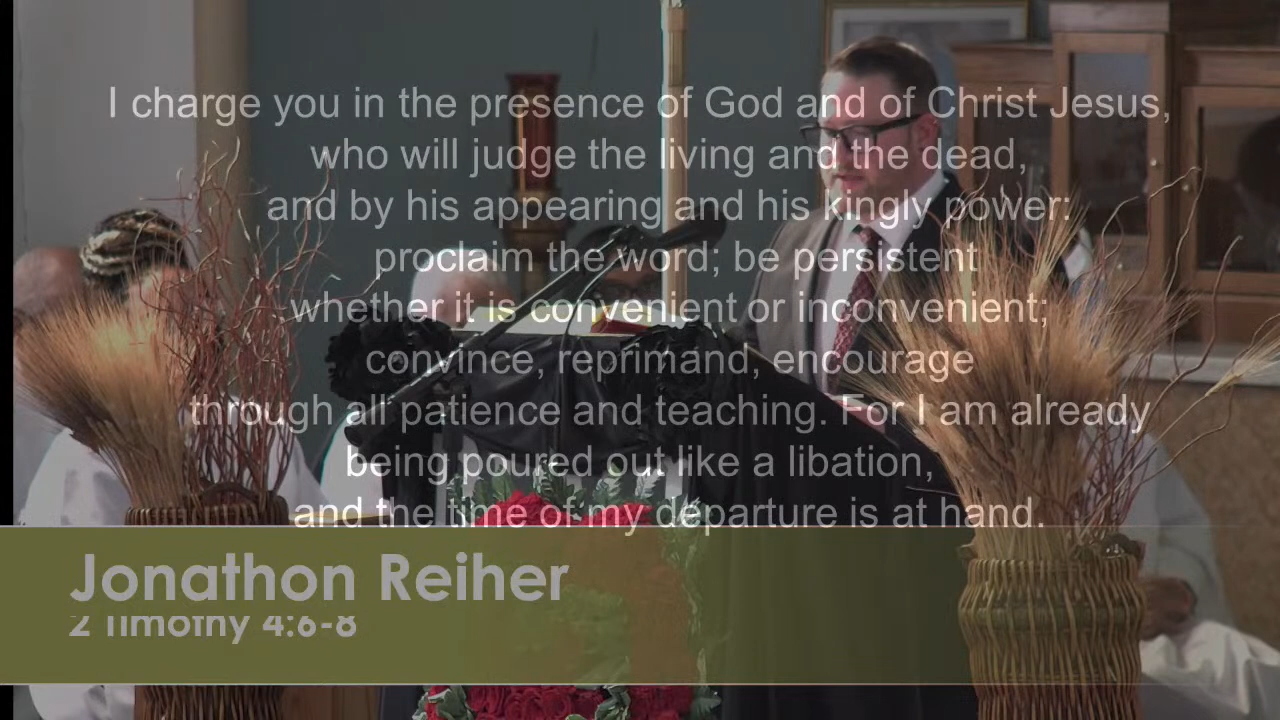 I charge you in the presence of God and of Christ Jesus,
who will judge the living and the dead,
and by his appearing and his kingly power:
proclaim the word; be persistent
whether it is convenient or inconvenient;
convince, reprimand, encourage
through all patience and teaching. For I am already
being poured out like a libation,
and the time of my departure is at hand.
Jonathon Reiher
2 Timothy 4:6-8